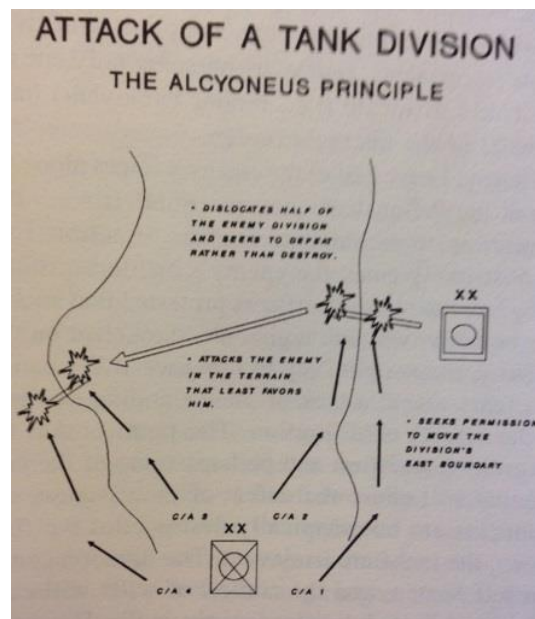 ATTACK OF A TANK DIVISION
THE ALCYONEUS PRINCIPLE
• DISLOCATES HALF OF
THE ENEMY DIVISION
AND SEEKS TO DEFEAT
RATHER THAN DESTROY.
XX
• ATTACKS THE ENEMY
IN THE TERRAIN
THAT LEAST FAVORS
HIM.
• SEEKS PERMISSION
TO MOVE THE
DIVISION'S
EAST BOUNDARY
C/A 3
C/A 2
XX
C/A 4
C/A 1